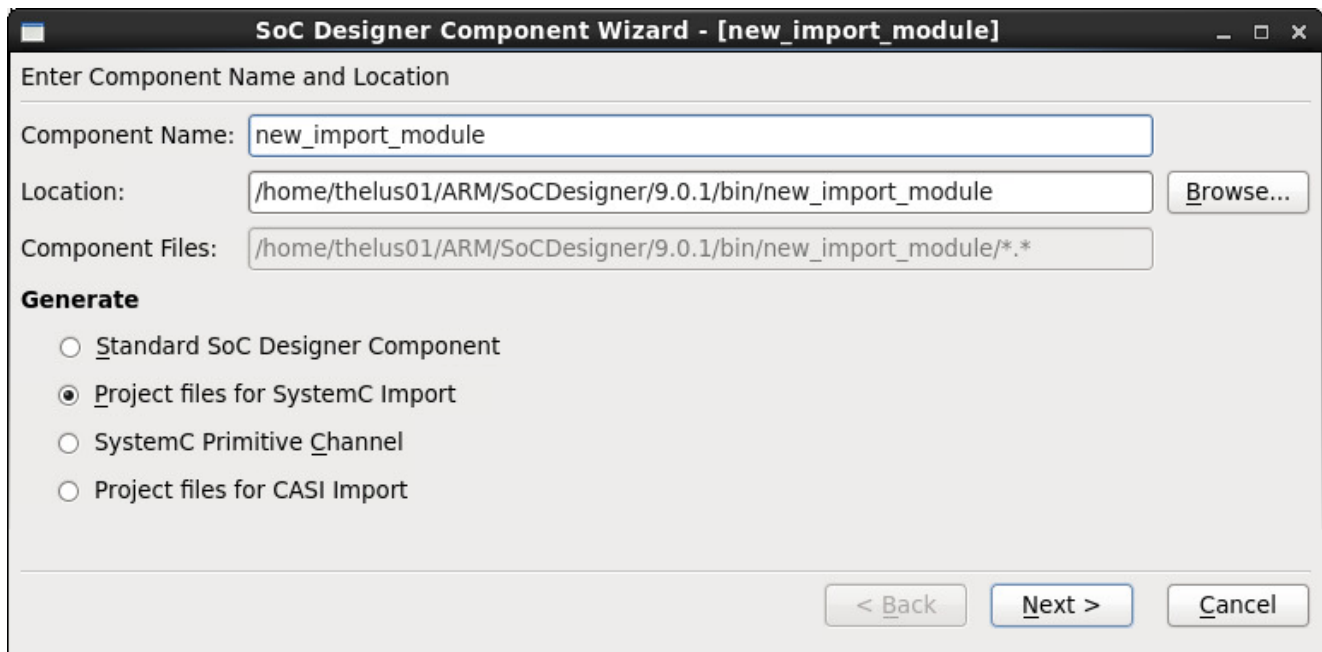 SoC Designer Component Wizard - [new_import_module]
Enter Component Name and Location
Component Name: new_import_module
Location: /home/thelus01/ARM/SoCDesigner/9.0.1/bin/new_import_module Browse...
Component Files: /home/thelus01/ARM/SoCDesigner/9.0.1/bin/new_import_module/*.*
Generate
Standard SoC Designer Component
Project files for SystemC Import
SystemC Primitive Channel
Project files for CASI Import
< Back Next > Cancel